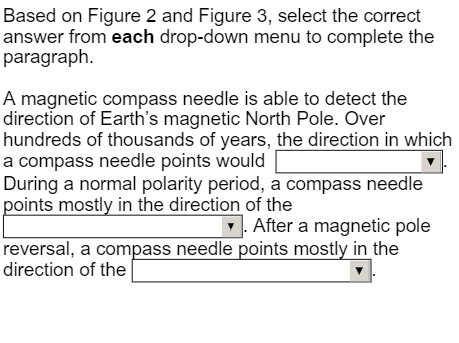 Based on Figure 2 and Figure 3, select the correct
answer from each drop-down menu to complete the
paragraph.
A magnetic compass needle is able to detect the
direction of Earth's magnetic North Pole. Over
hundreds of thousands of years, the direction in which
a compass needle points would .
During a normal polarity period, a compass needle
points mostly in the direction of the
. After a magnetic pole
reversal, a compass needle points mostly in the
direction of the .